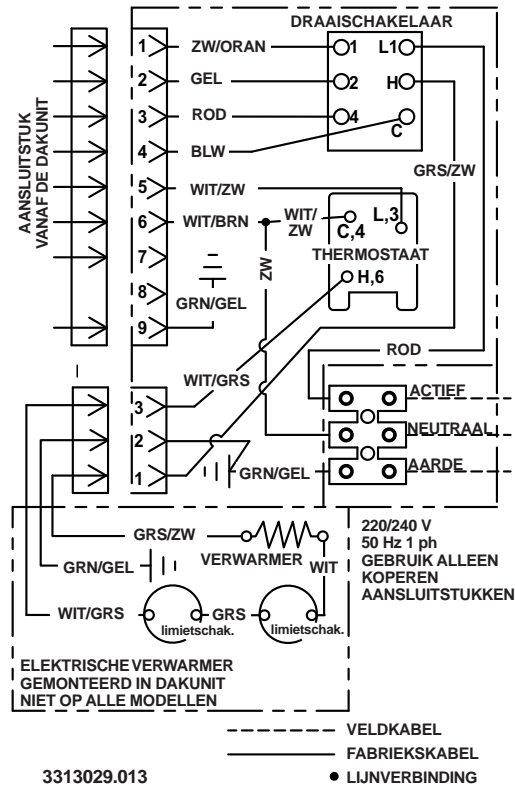 DRAAISCHAKELAAR
AANSLUITSTUK
VANAF DE DAKUNIT
1 ZW/ORAN
2 GEL
3 ROD
4 BLW
5 WIT/ZW
6 WIT/BRN
7
8
9
GRN/GEL
1 L1
2 H
4 C
GRS/ZW
WIT/
ZW
C,4
L,3
THERMOSTAAT
H,6
ZW
ROD
WIT/GRS
3
2
1
GRN/GEL
ACTIEF
NEUTRAAL
AARDE
220/240 V
50 Hz 1 ph
GEBRUIK ALLEEN
KOPEREN
AANSLUITSTUKKEN
GRS/ZW
VERWARMER
WIT
GRN/GEL
WIT/GRS
GRS
limietschak.
limietschak.
ELEKTRISCHE VERWARMER
GEMONTEERD IN DAKUNIT
NIET OP ALLE MODELLEN
VELDKABEL
FABRIEKSKABEL
LIJNVERBINDING
3313029.013